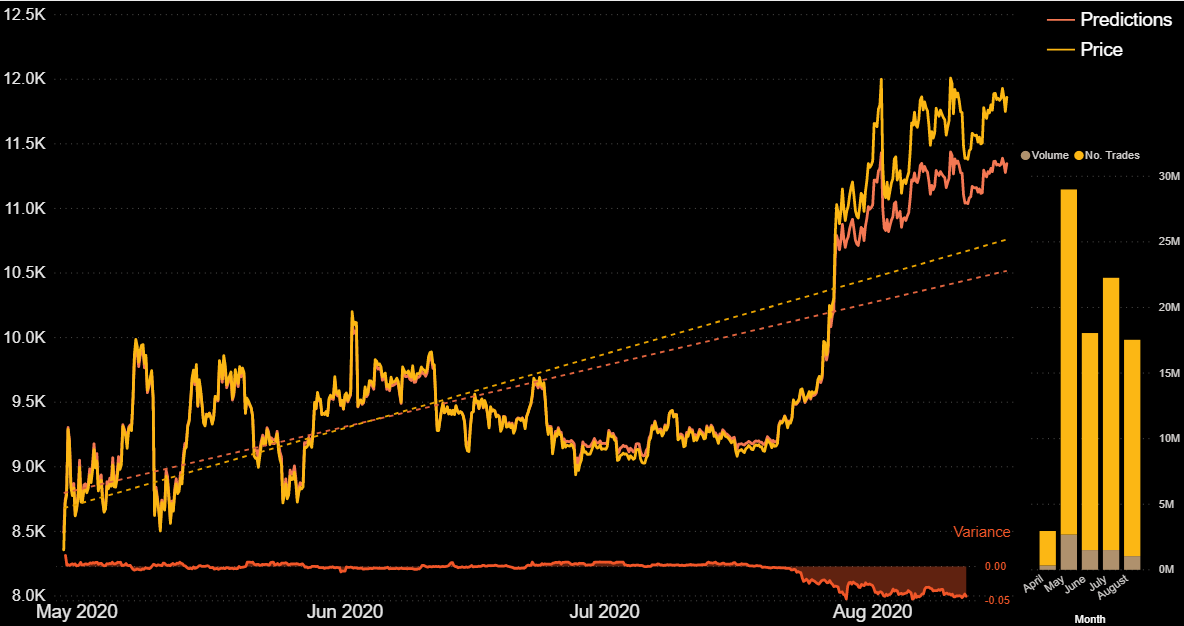 12.5K
12.0K
11.5K
11.0K
10.5K
10.0K
9.5K
9.0K
8.5K
8.0K
May 2020 Jun 2020 Jul 2020 Aug 2020
Predictions
Price
Variance
0.00
-0.05
Volume No. Trades
30M
25M
20M
15M
10M
5M
0M
April May June July August
Month